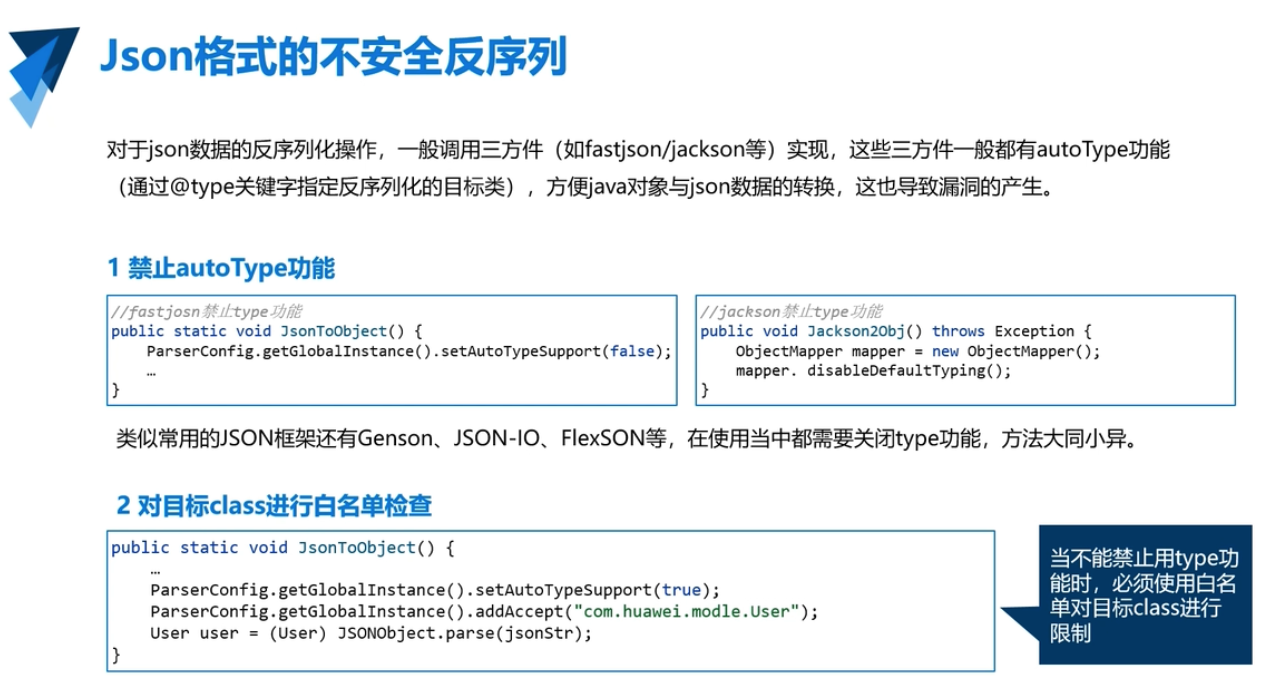 Json格式的不安全反序列
对于json数据的反序列化操作，一般调用三方件（如fastjson/jackson等）实现，这些三方件一般都有autoType功能
（通过@type关键字指定反序列化的目标类），方便java对象与json数据的转换，这也导致漏洞的产生。
1 禁止autoType功能
//fastjosn禁止type功能
public static void JsonToObject() {
ParserConfig.getGlobalInstance().setAutoTypeSupport(false);
…
}
//jackson禁止type功能
public void Jackson2Obj() throws Exception {
ObjectMapper mapper = new ObjectMapper();
mapper. disableDefaultTyping();
}
类似常用的JSON框架还有Genson、JSON-IO、FlexSON等，在使用当中都需要关闭type功能，方法大同小异。
2 对目标class进行白名单检查
public static void JsonToObject() {
…
ParserConfig.getGlobalInstance().setAutoTypeSupport(true);
ParserConfig.getGlobalInstance().addAccept("com.huawei.modle.User");
User user = (User) JSONObject.parse(jsonStr);
}
当不能禁止用type功
能时，必须使用白名
单对目标class进行
限制